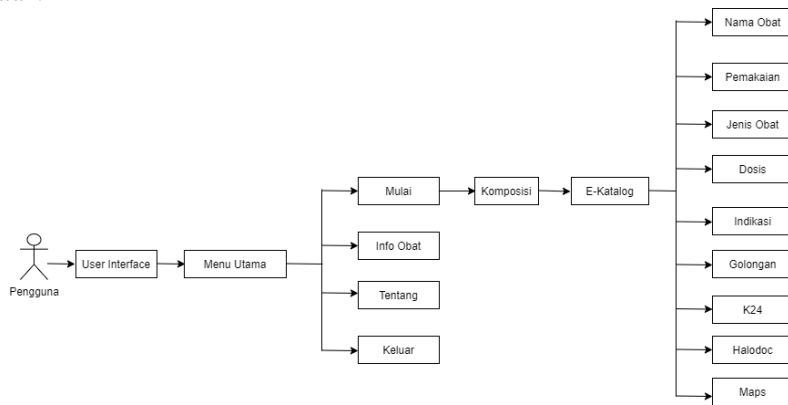 Nama Obat
Pemakaian
Jenis Obat
Dosis
Mulai
Komposisi
E-Katalog
Indikasi
Info Obat
User Interface
Menu Utama
Golongan
Pengguna
Tentang
K24
Keluar
Halodoc
Maps